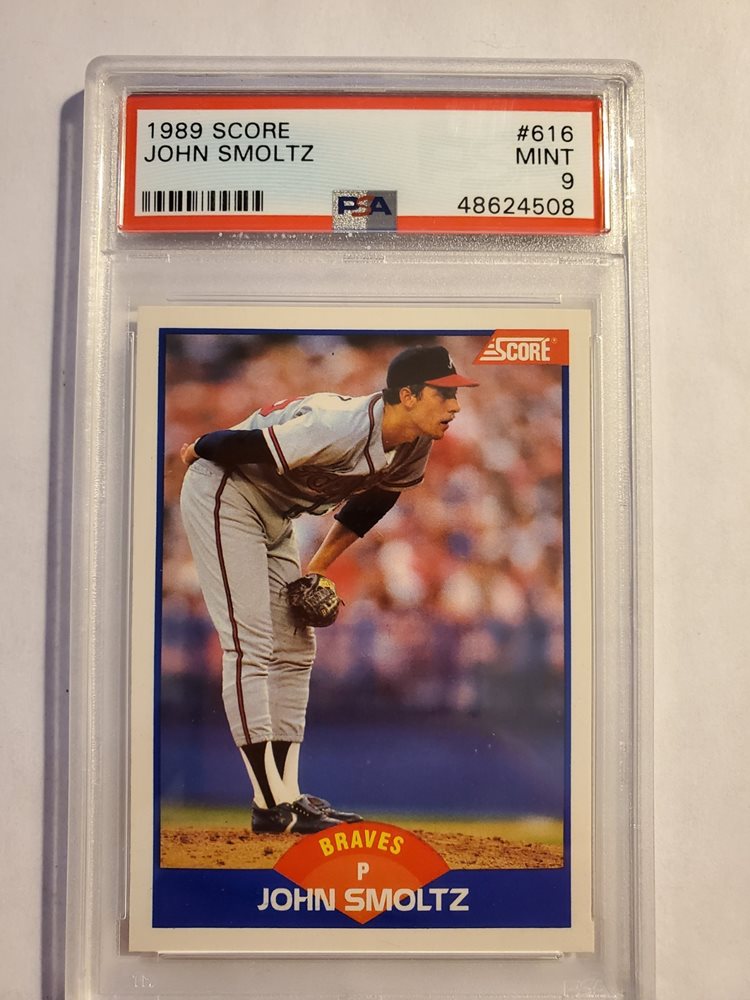 1989 SCORE #616
JOHN SMOLTZ MINT
9
PSA 48624508
SCORE
BRAVES
P
JOHN SMOLTZ